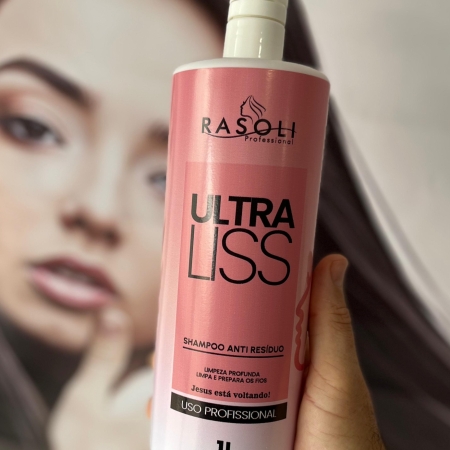 RASOLI
Professional
ULTRA
LISS
SHAMPOO ANTI RESÍDUO
LIMPEZA PROFUNDA
LIMPA E PREPARA OS FIOS
Jesus está voltando!
USO PROFISSIONAL
1L